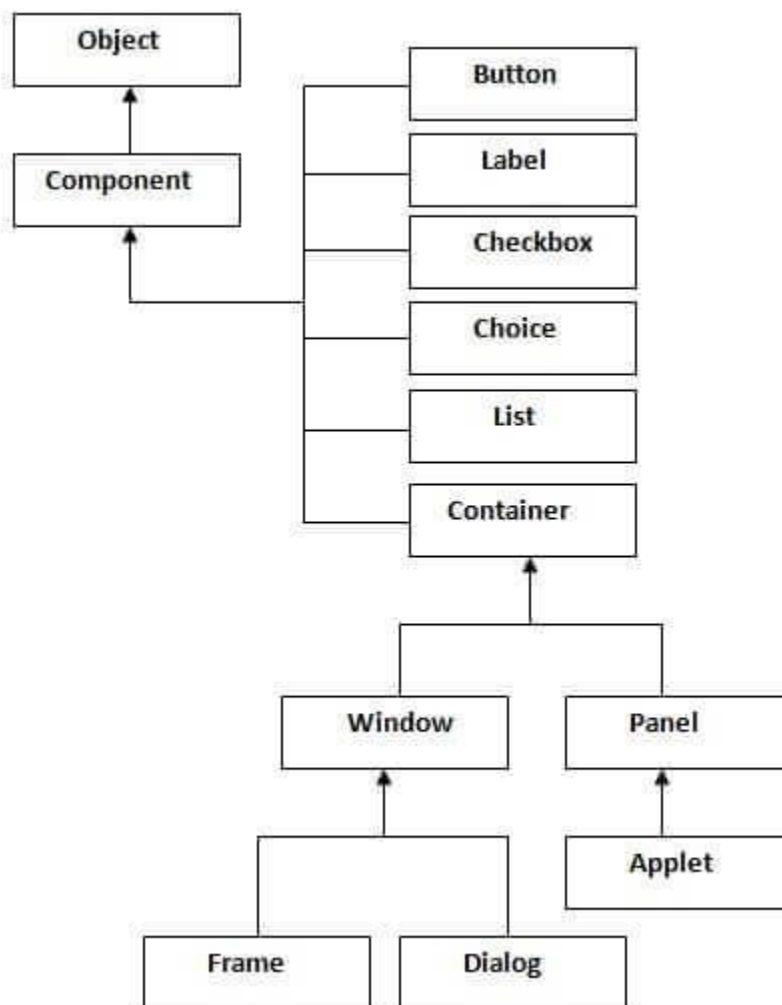 Object
Component
Button
Label
Checkbox
Choice
List
Container
Window
Panel
Applet
Frame
Dialog